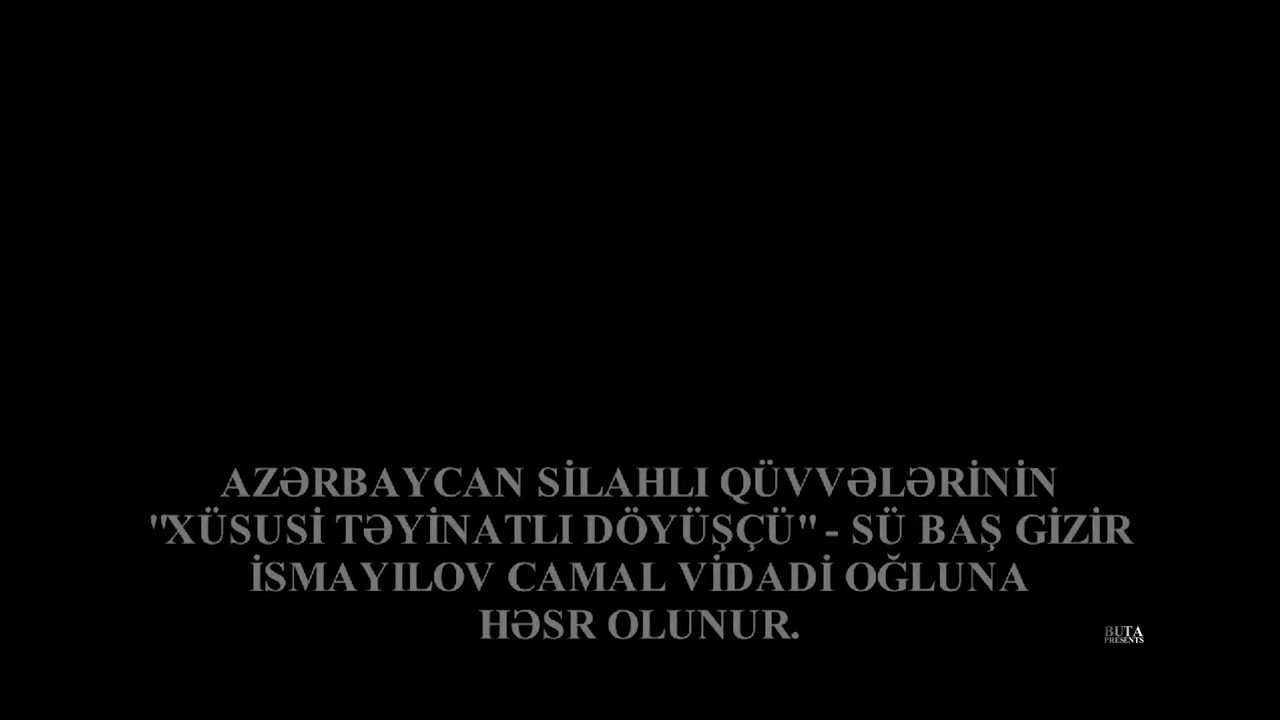 AZƏRBAYCAN SİLAHLI QÜVVƏLƏRİNİN
"XÜSUSİ TƏYİNATLI DÖYÜŞÇÜ" - SÜ BAŞ GİZİR
İSMAYILOV CAMAL VİDADİ OĞLUNA
HƏSR OLUNUR.
BUTA
PRESENTS